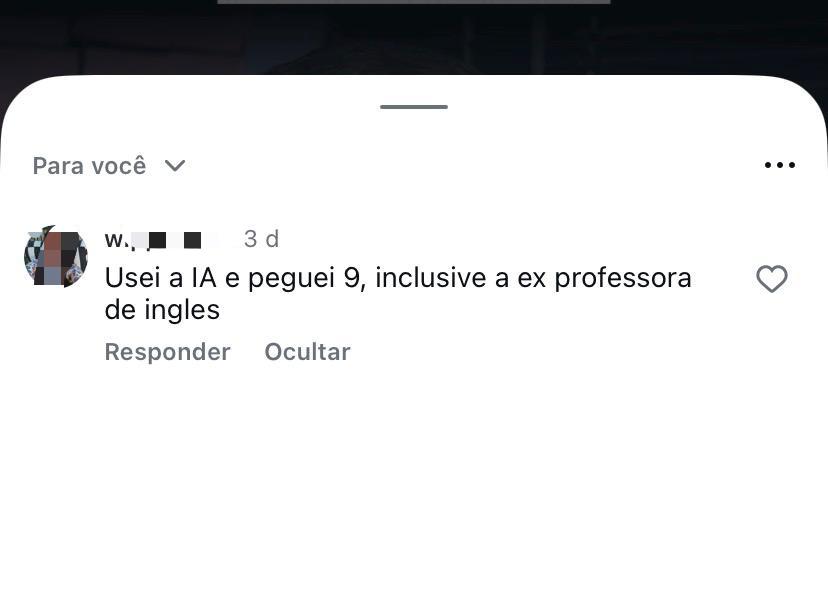 Para você
3 d
Usei a IA e peguei 9, inclusive a ex professora
de ingles
Responder Ocultar